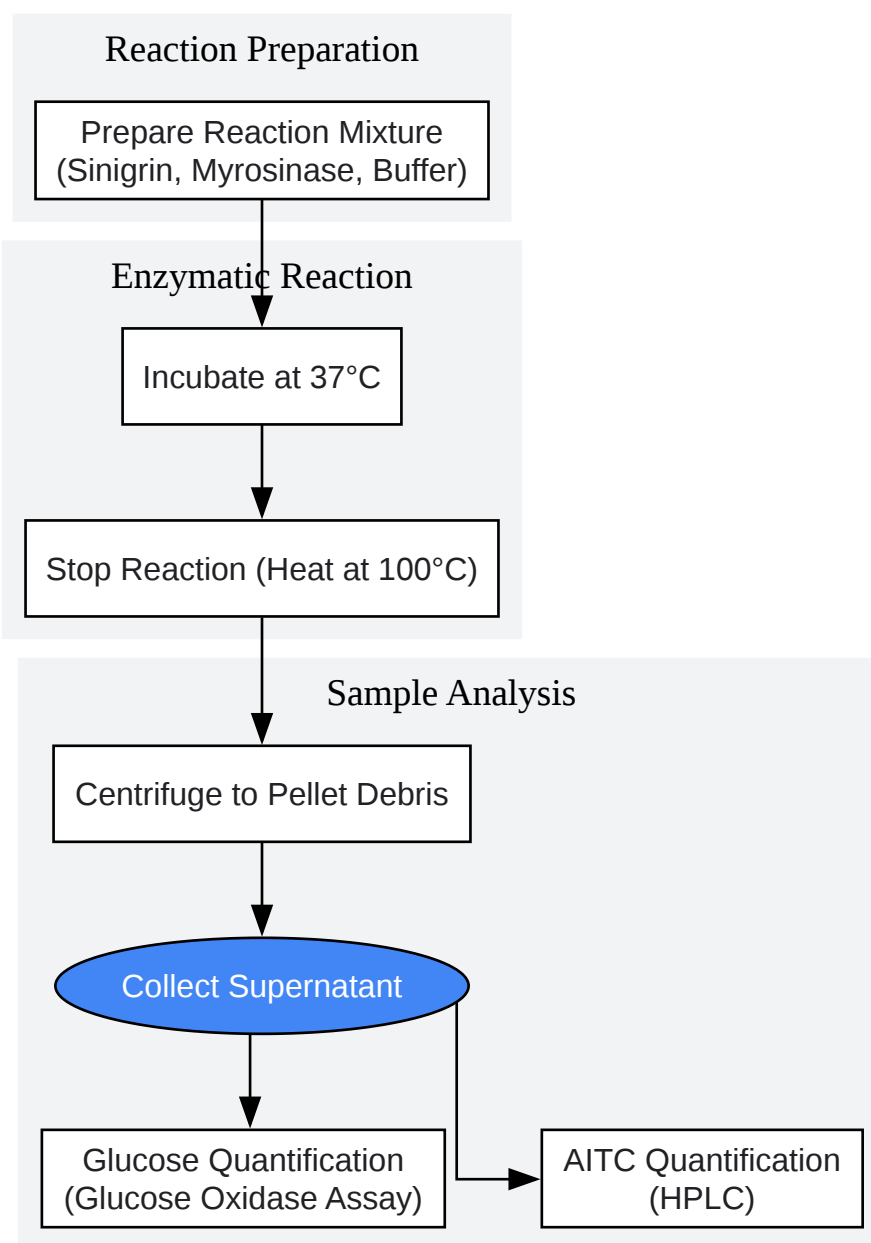 Reaction Preparation
Prepare Reaction Mixture
(Sinigrin, Myrosinase, Buffer)
Enzymatic Reaction
Incubate at 37°C
Stop Reaction (Heat at 100°C)
Sample Analysis
Centrifuge to Pellet Debris
Collect Supernatant
Glucose Quantification
(Glucose Oxidase Assay)
AITC Quantification
(HPLC)